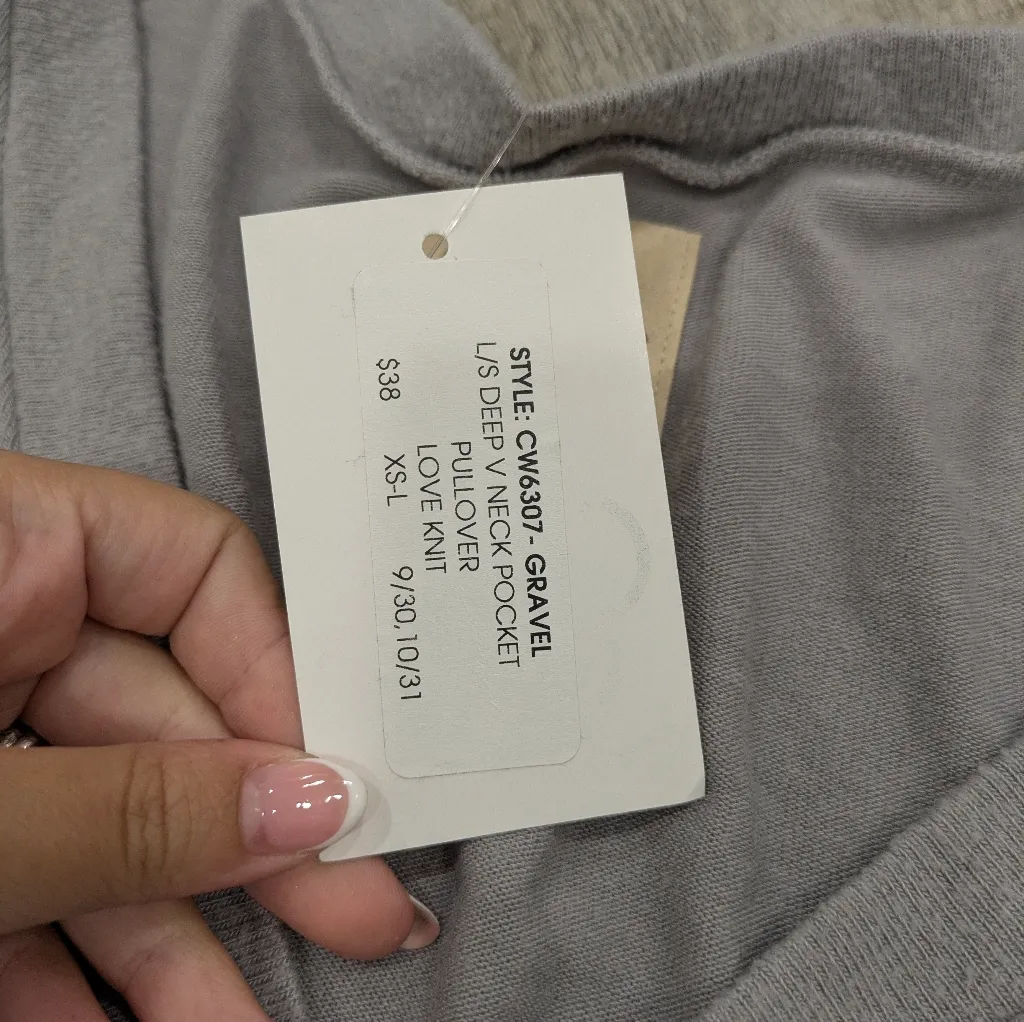 STYLE: CW6307- GRAVEL
L/S DEEP V NECK POCKET
PULLOVER
LOVE KNIT
$38 XS-L 9/30,10/31